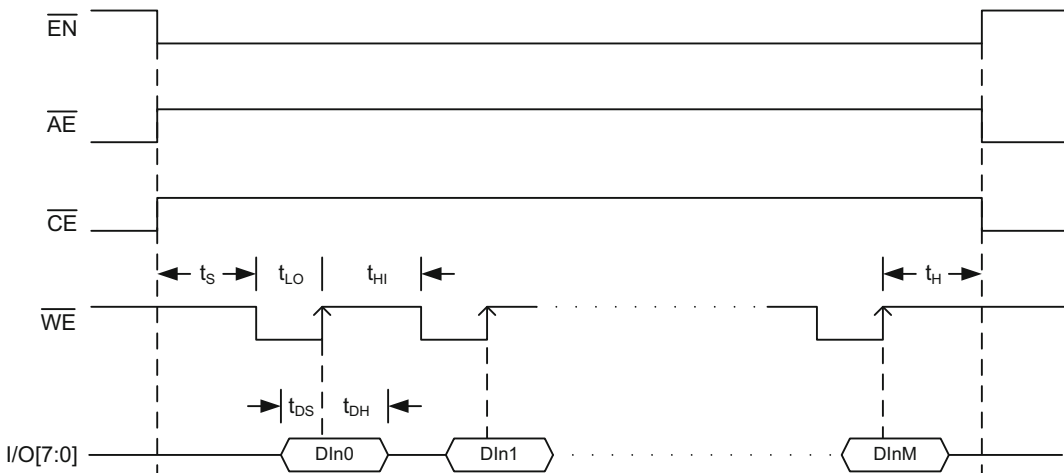 EN
AE
CE
tS tLO tHI tH
WE
tDS tDH
I/O[7:0] DIn0 DIn1 DInM